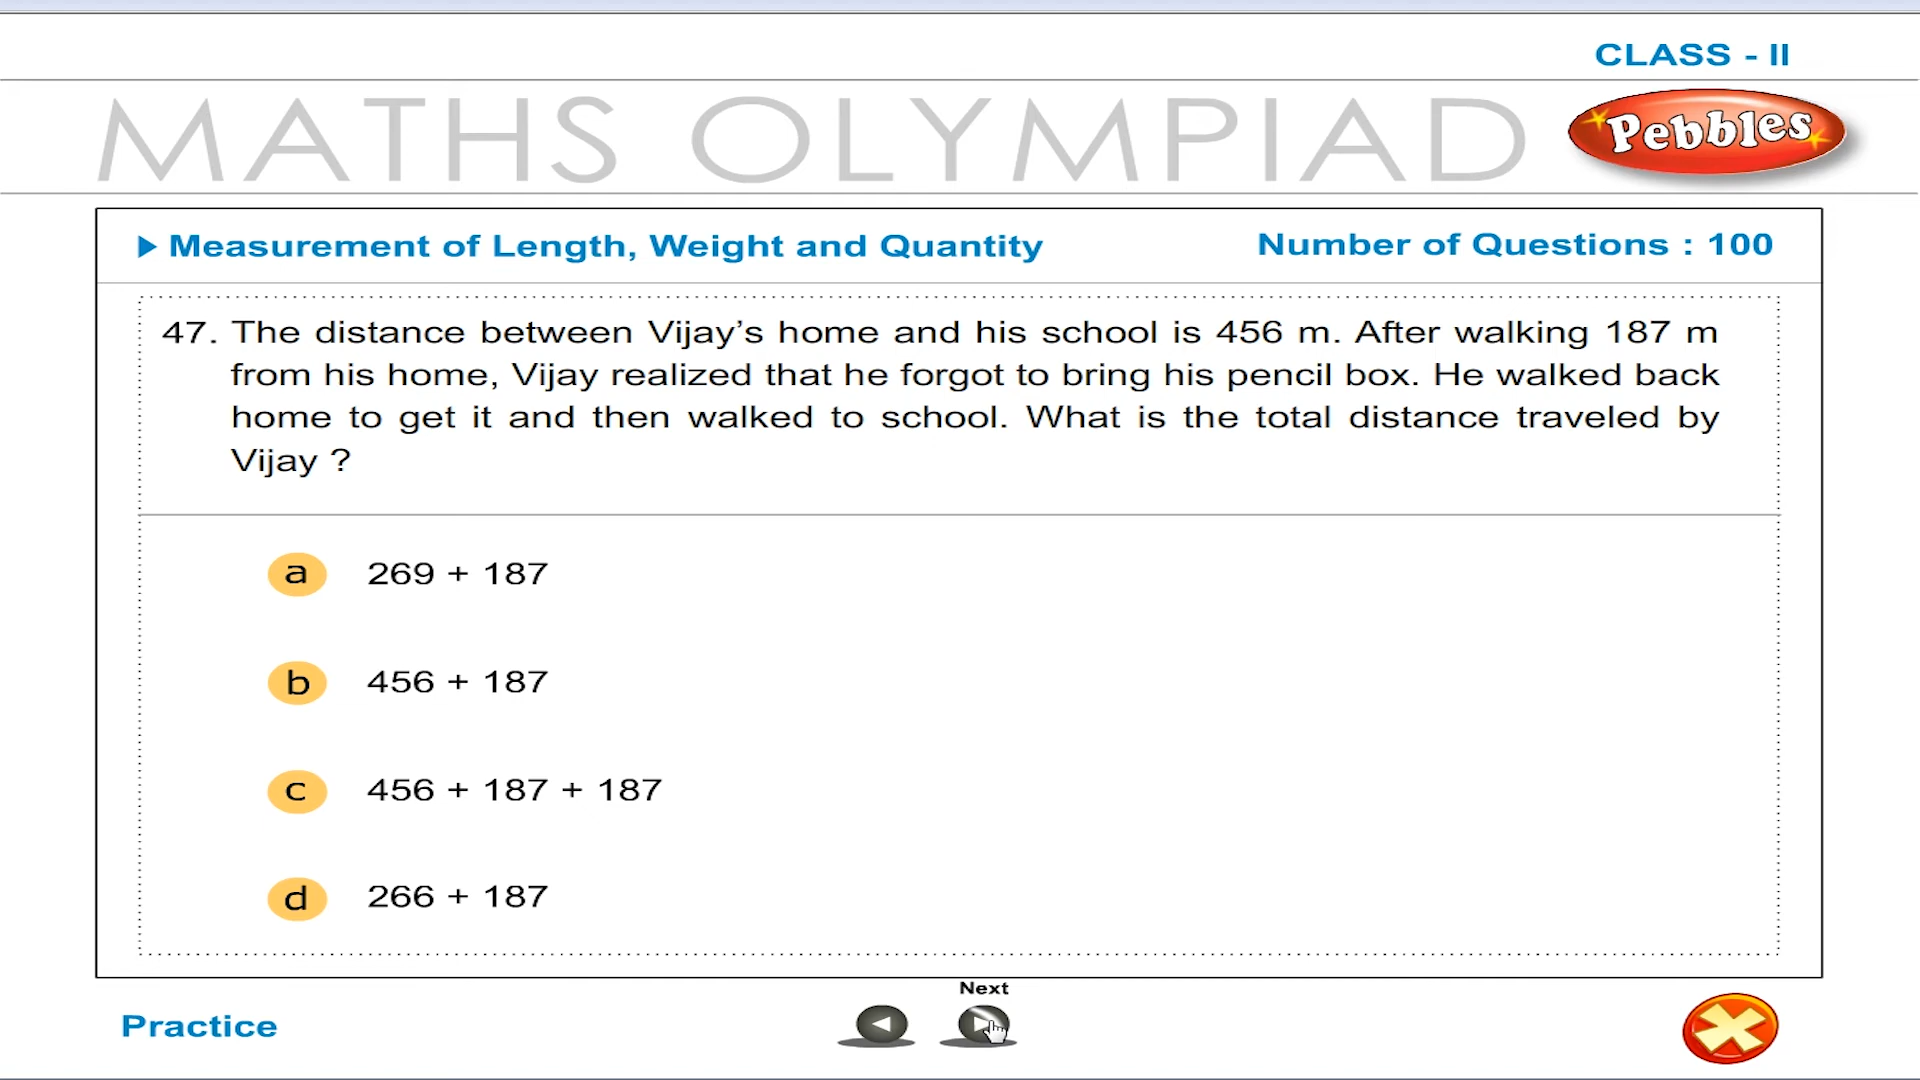 CLASS - II
MATHS OLYMPIAD
Pebbles
Measurement of Length, Weight and Quantity
Number of Questions : 100
47. The distance between Vijay’s home and his school is 456 m. After walking 187 m
from his home, Vijay realized that he forgot to bring his pencil box. He walked back
home to get it and then walked to school. What is the total distance traveled by
Vijay ?
a 269 + 187
b 456 + 187
c 456 + 187 + 187
d 266 + 187
Next
Practice